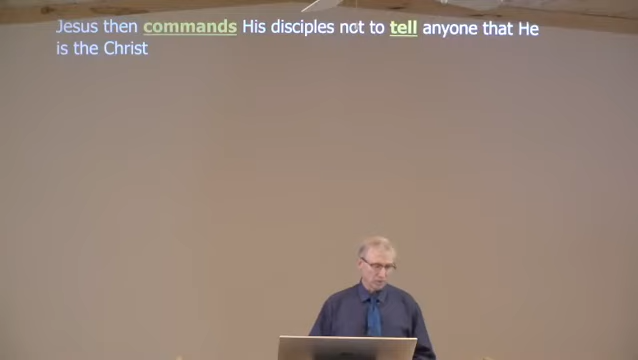 Jesus then commands His disciples not to tell anyone that He
is the Christ